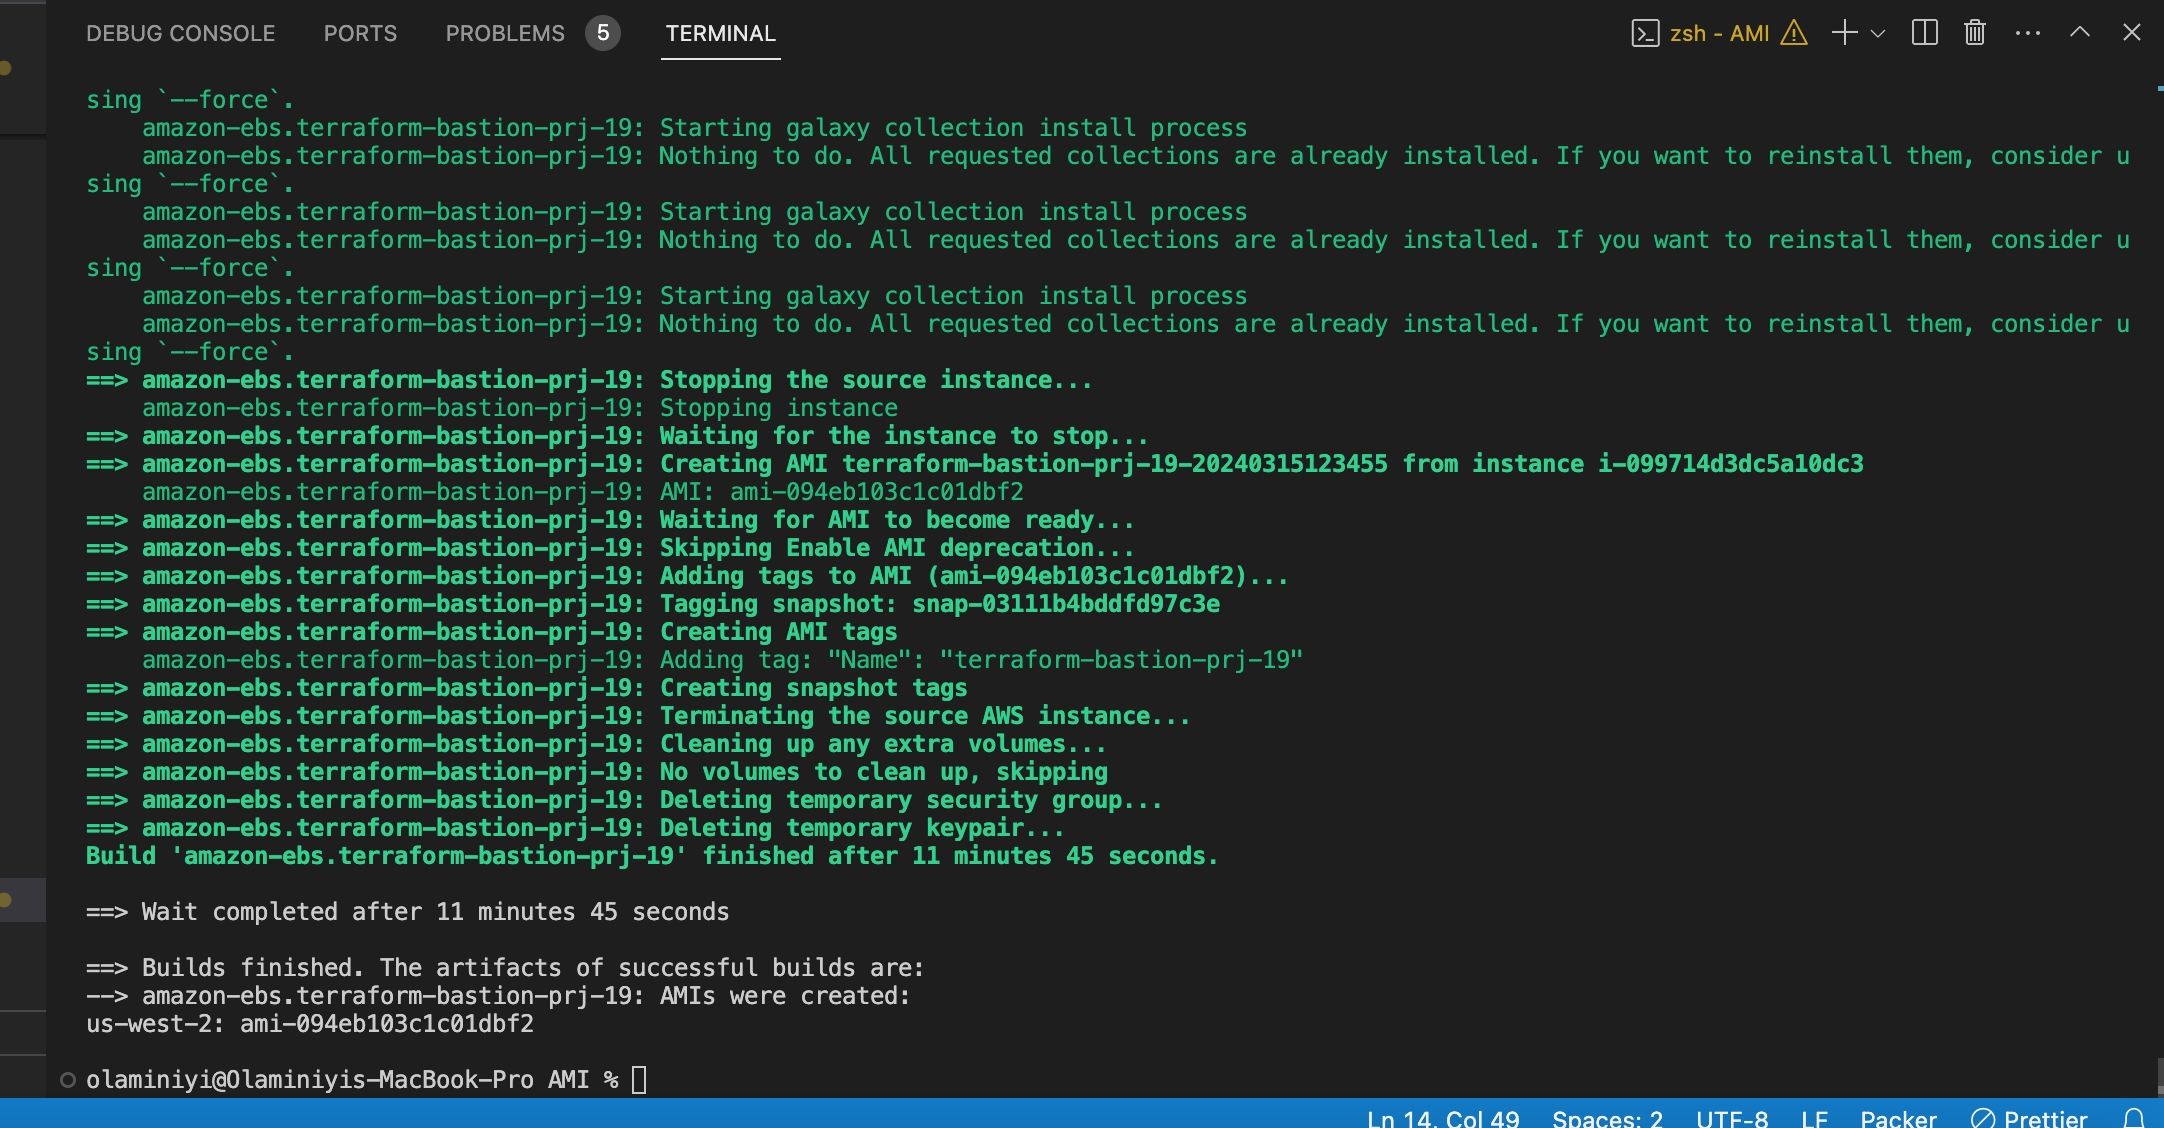 DEBUG CONSOLE PORTS PROBLEMS 5 TERMINAL zsh - AMI
sing `--force`.
    amazon-ebs.terraform-bastion-prj-19: Starting galaxy collection install process
    amazon-ebs.terraform-bastion-prj-19: Nothing to do. All requested collections are already installed. If you want to reinstall them, consider u
sing `--force`.
    amazon-ebs.terraform-bastion-prj-19: Starting galaxy collection install process
    amazon-ebs.terraform-bastion-prj-19: Nothing to do. All requested collections are already installed. If you want to reinstall them, consider u
sing `--force`.
    amazon-ebs.terraform-bastion-prj-19: Starting galaxy collection install process
    amazon-ebs.terraform-bastion-prj-19: Nothing to do. All requested collections are already installed. If you want to reinstall them, consider u
sing `--force`.
==> amazon-ebs.terraform-bastion-prj-19: Stopping the source instance...
    amazon-ebs.terraform-bastion-prj-19: Stopping instance
==> amazon-ebs.terraform-bastion-prj-19: Waiting for the instance to stop...
==> amazon-ebs.terraform-bastion-prj-19: Creating AMI terraform-bastion-prj-19-20240315123455 from instance i-099714d3dc5a10dc3
    amazon-ebs.terraform-bastion-prj-19: AMI: ami-094eb103c1c01dbf2
==> amazon-ebs.terraform-bastion-prj-19: Waiting for AMI to become ready...
==> amazon-ebs.terraform-bastion-prj-19: Skipping Enable AMI deprecation...
==> amazon-ebs.terraform-bastion-prj-19: Adding tags to AMI (ami-094eb103c1c01dbf2)...
==> amazon-ebs.terraform-bastion-prj-19: Tagging snapshot: snap-03111b4bddfd97c3e
==> amazon-ebs.terraform-bastion-prj-19: Creating AMI tags
    amazon-ebs.terraform-bastion-prj-19: Adding tag: "Name": "terraform-bastion-prj-19"
==> amazon-ebs.terraform-bastion-prj-19: Creating snapshot tags
==> amazon-ebs.terraform-bastion-prj-19: Terminating the source AWS instance...
==> amazon-ebs.terraform-bastion-prj-19: Cleaning up any extra volumes...
==> amazon-ebs.terraform-bastion-prj-19: No volumes to clean up, skipping
==> amazon-ebs.terraform-bastion-prj-19: Deleting temporary security group...
==> amazon-ebs.terraform-bastion-prj-19: Deleting temporary keypair...
Build 'amazon-ebs.terraform-bastion-prj-19' finished after 11 minutes 45 seconds.
==> Wait completed after 11 minutes 45 seconds
==> Builds finished. The artifacts of successful builds are:
--> amazon-ebs.terraform-bastion-prj-19: AMIs were created:
us-west-2: ami-094eb103c1c01dbf2
olaminiyi@Olaminiyis-MacBook-Pro AMI %
Ln 14, Col 49 Spaces: 2 UTF-8 LF Packer Prettier